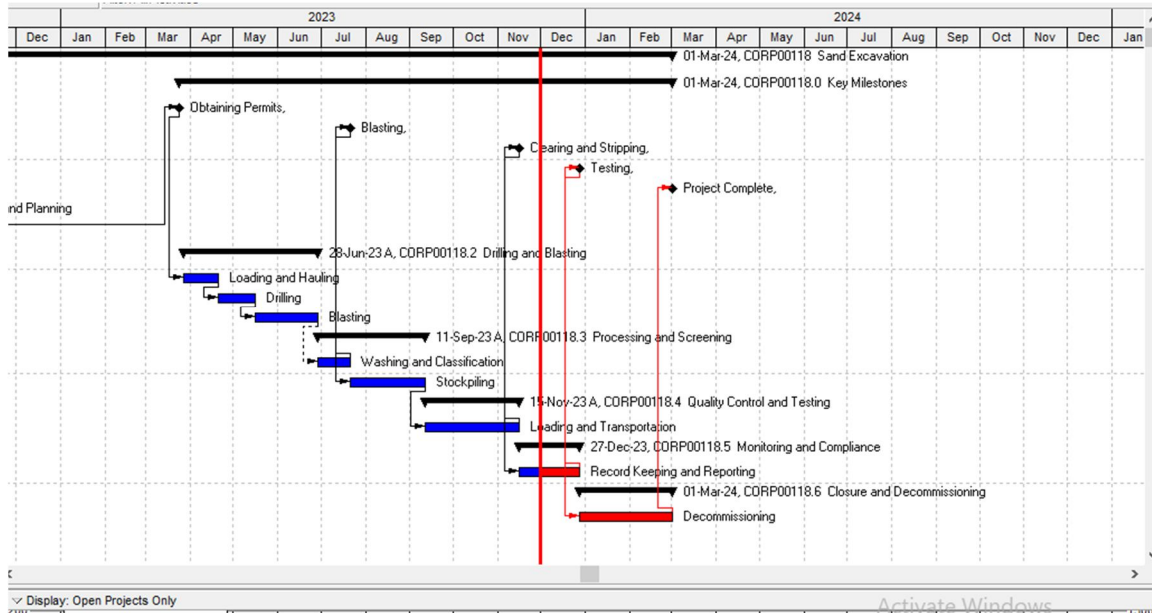 2023 2024
Dec Jan Feb Mar Apr May Jun Jul Aug Sep Oct Nov Dec Jan Feb Mar Apr May Jun Jul Aug Sep Oct Nov Dec Jan
01-Mar-24, CORP00118 Sand Excavation
01-Mar-24, CORP00118.0 Key Milestones
Obtaining Permits,
Blasting,
Clearing and Stripping,
Testing,
Project Complete,
nd Planning
28-Jun-23 A, CORP00118.2 Drilling and Blasting
Loading and Hauling
Drilling
Blasting
11-Sep-23 A, CORP00118.3 Processing and Screening
Washing and Classification
Stockpiling
15-Nov-23 A, CORP00118.4 Quality Control and Testing
Loading and Transportation
27-Dec-23, CORP00118.5 Monitoring and Compliance
Record Keeping and Reporting
01-Mar-24, CORP00118.6 Closure and Decommissioning
Decommissioning
Display: Open Projects Only
Activate Windows